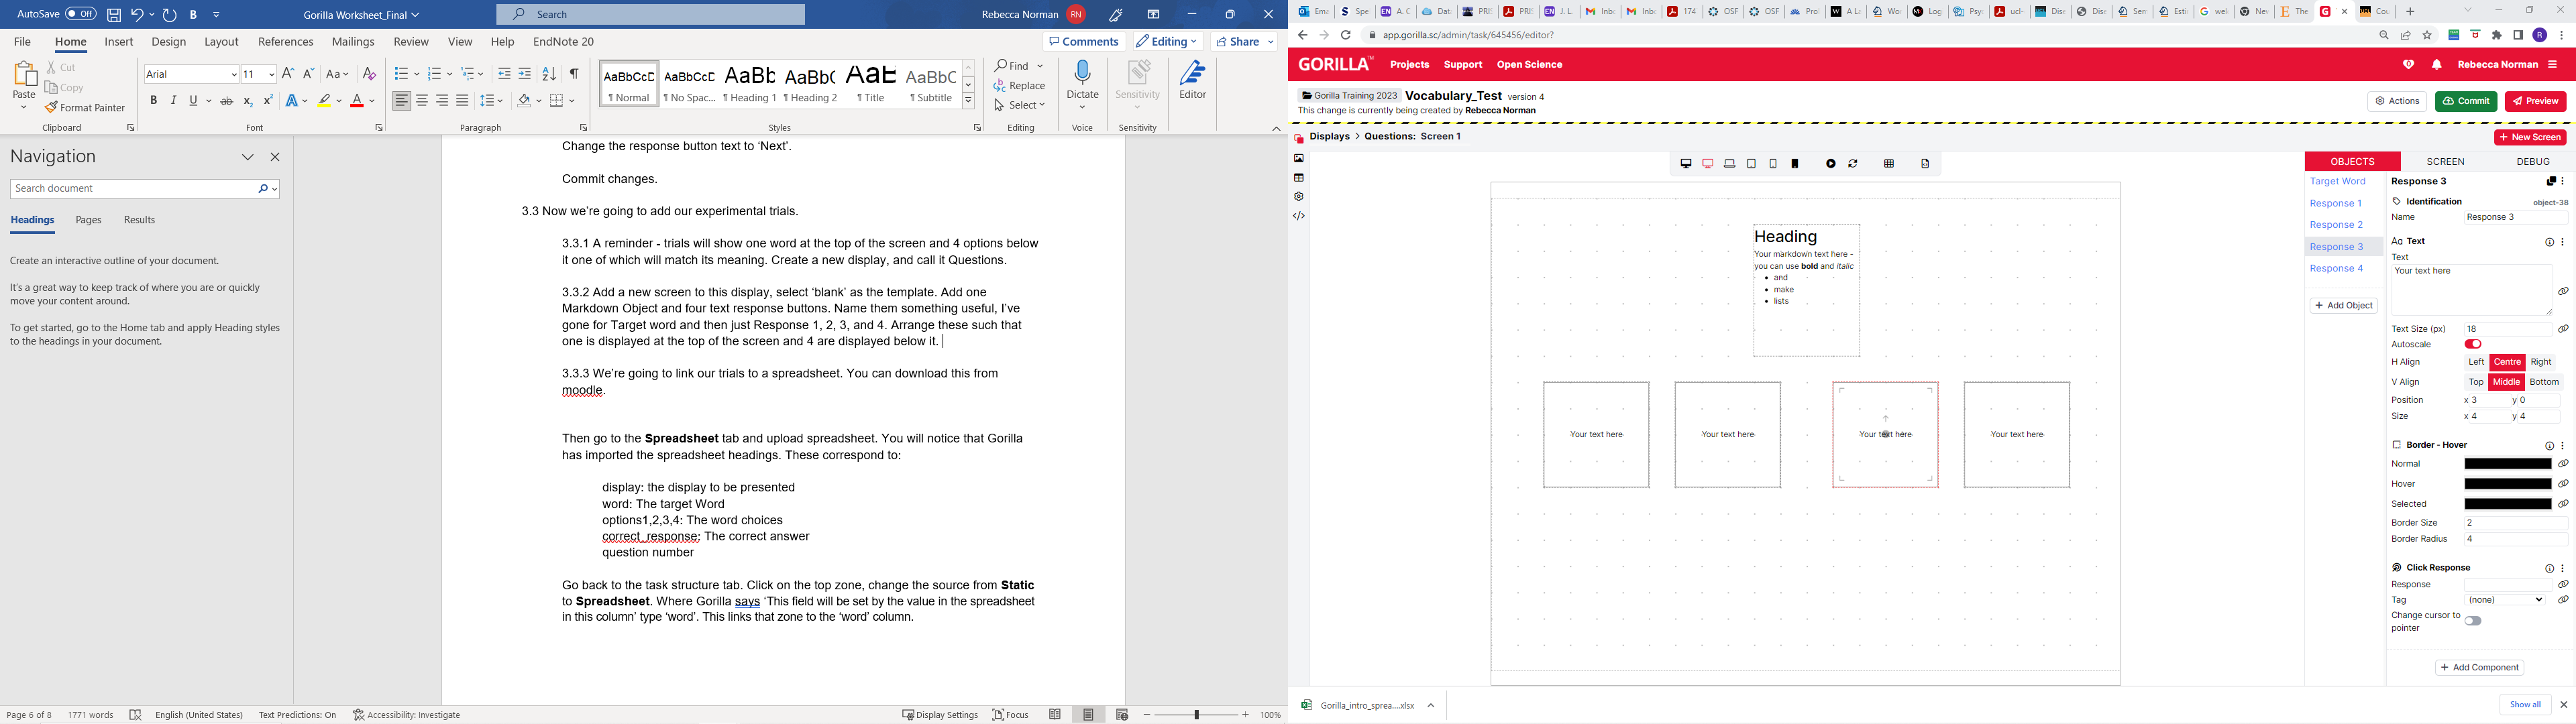 AutoSave Off
Gorilla Worksheet_Final
Search
Rebecca Norman RN
File Home Insert Design Layout References Mailings Review View Help EndNote 20
Comments Editing Share
Paste
Cut
Copy
Format Painter
Clipboard
Arial 11
Font
Paragraph
AaBbCcD AaBbCcD AaBb AaBb( AaB AaBbC
¶ Normal ¶ No Spac... ¶ Heading 1 ¶ Heading 2 ¶ Title ¶ Subtitle
Styles
Find
Replace
Select
Editing
Dictate
Voice
Sensitivity
Sensitivity
Editor
Navigation
Search document
Headings Pages Results
Create an interactive outline of your document.
It's a great way to keep track of where you are or quickly
move your content around.
To get started, go to the Home tab and apply Heading styles
to the headings in your document.
Change the response button text to ‘Next’.
Commit changes.
3.3 Now we’re going to add our experimental trials.
3.3.1 A reminder - trials will show one word at the top of the screen and 4 options below
it one of which will match its meaning. Create a new display, and call it Questions.
3.3.2 Add a new screen to this display, select ‘blank’ as the template. Add one
Markdown Object and four text response buttons. Name them something useful, I’ve
gone for Target word and then just Response 1, 2, 3, and 4. Arrange these such that
one is displayed at the top of the screen and 4 are displayed below it.
3.3.3 We’re going to link our trials to a spreadsheet. You can download this from
moodle.
Then go to the Spreadsheet tab and upload spreadsheet. You will notice that Gorilla
has imported the spreadsheet headings. These correspond to:
display: the display to be presented
word: The target Word
options1,2,3,4: The word choices
correct_response: The correct answer
question number
Go back to the task structure tab. Click on the top zone, change the source from Static
to Spreadsheet. Where Gorilla says ‘This field will be set by the value in the spreadsheet
in this column’ type ‘word’. This links that zone to the ‘word’ column.
Page 6 of 8 1771 words English (United States) Text Predictions: On Accessibility: Investigate
Display Settings Focus 100%
app.gorilla.sc/admin/task/645456/editor?
GORILLA™ Projects Support Open Science
Rebecca Norman
Gorilla Training 2023 Vocabulary_Test version 4
This change is currently being created by Rebecca Norman
Actions Commit Preview
Displays > Questions: Screen 1
+ New Screen
Heading
Your markdown text here -
you can use bold and italic
• and
• make
• lists
Your text here Your text here Your text here Your text here
OBJECTS SCREEN DEBUG
Target Word
Response 1
Response 2
Response 3
Response 4
+ Add Object
Response 3
Identification object-38
Name Response 3
Aa Text
Text
Your text here
Text Size (px) 18
Autoscale
H Align Left Centre Right
V Align Top Middle Bottom
Position x 3 y 0
Size x 4 y 4
Border - Hover
Normal
Hover
Selected
Border Size 2
Border Radius 4
Click Response
Response
Tag (none)
Change cursor to
pointer
+ Add Component
Gorilla_intro_sprea....xlsx
Show all